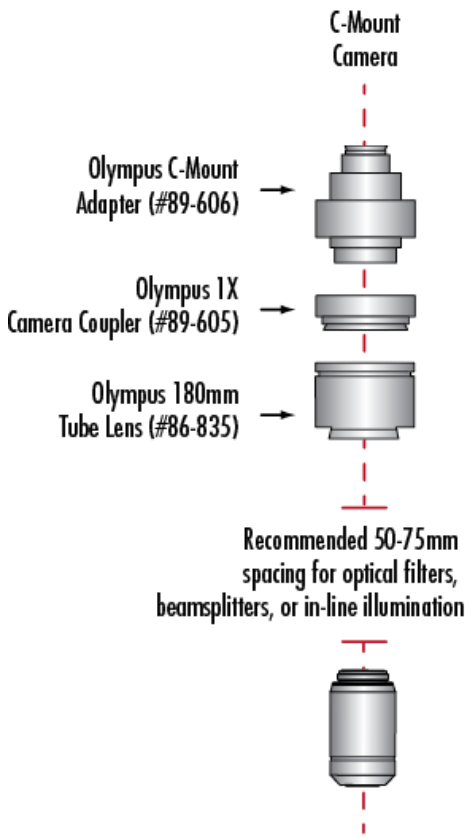 C-Mount
Camera
Olympus C-Mount
Adapter (#89-606)
Olympus 1X
Camera Coupler (#89-605)
Olympus 180mm
Tube Lens (#86-835)
Recommended 50-75mm
spacing for optical filters,
beamsplitters, or in-line illumination